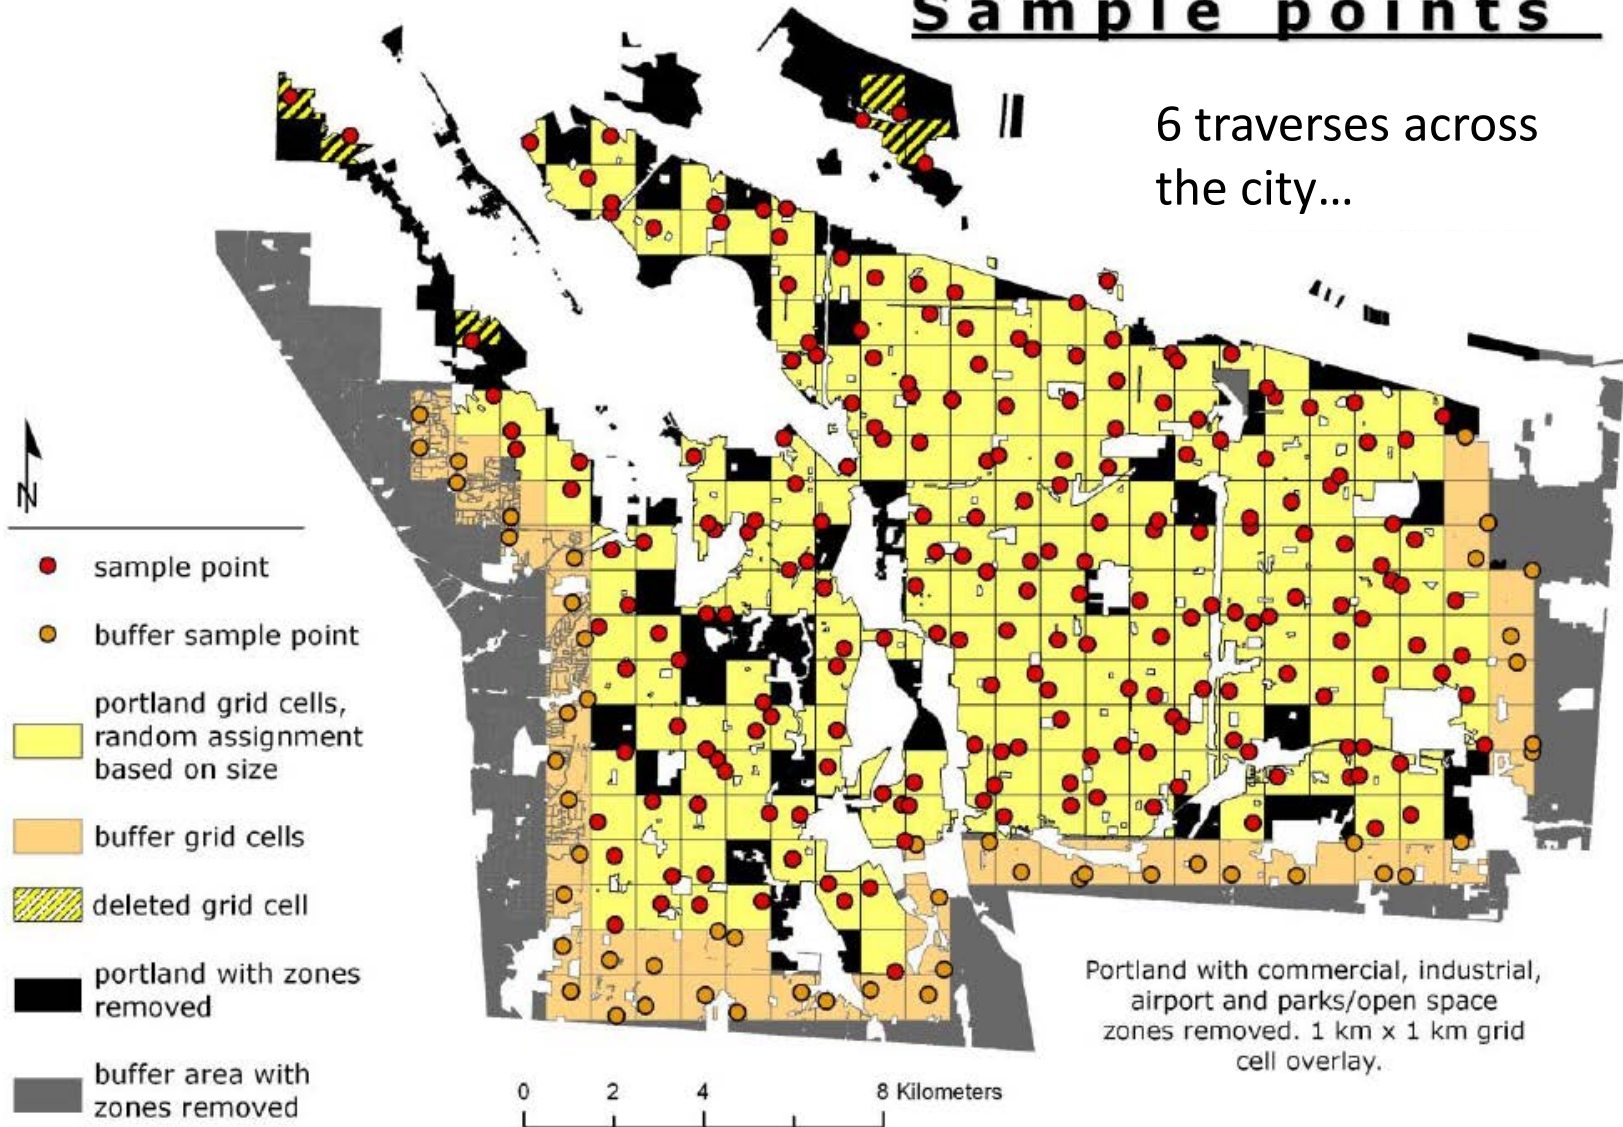 Sample points
6 traverses across
the city...
N
sample point
buffer sample point
portland grid cells,
random assignment
based on size
buffer grid cells
deleted grid cell
portland with zones
removed
buffer area with
zones removed
0 2 4 8 Kilometers
Portland with commercial, industrial,
airport and parks/open space
zones removed. 1 km x 1 km grid
cell overlay.